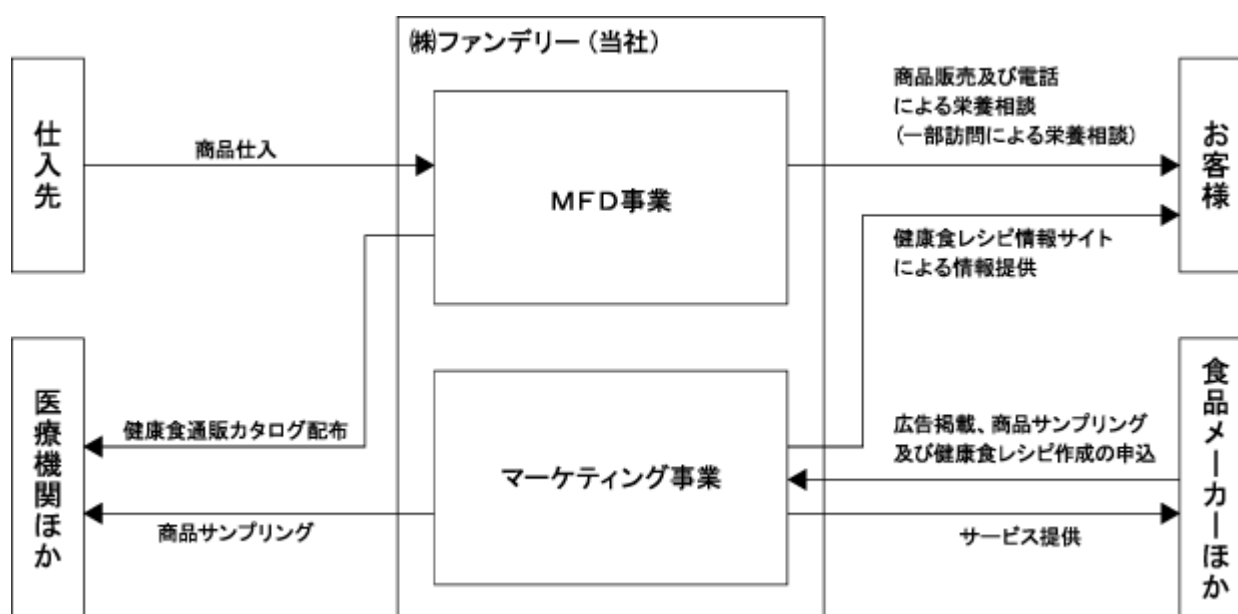 ㈱ファンデリー（当社）
仕入先
商品仕入
MFD事業
商品販売及び電話
による栄養相談
（一部訪問による栄養相談）
お客様
健康食レシピ情報サイト
による情報提供
医療機関ほか
健康食通販カタログ配布
商品サンプリング
マーケティング事業
広告掲載、商品サンプリング
及び健康食レシピ作成の申込
サービス提供
食品メーカーほか